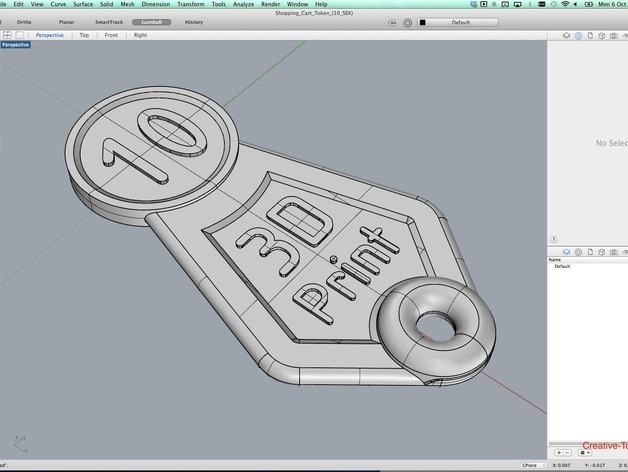 ile Edit View Curve Surface Solid Mesh Dimension Transform Tools Analyze Render Window Help Mon 6 Oct
Shopping_Cart_Token_(10_SEK)
Ortho Planar SmartTrack Gumball History Default
Perspective Top Front Right
Perspective
No Selec
10
3D
Print
Name
Default
Creative-To
CPlane X: 0.007 Y: -0.017 Z: 0.